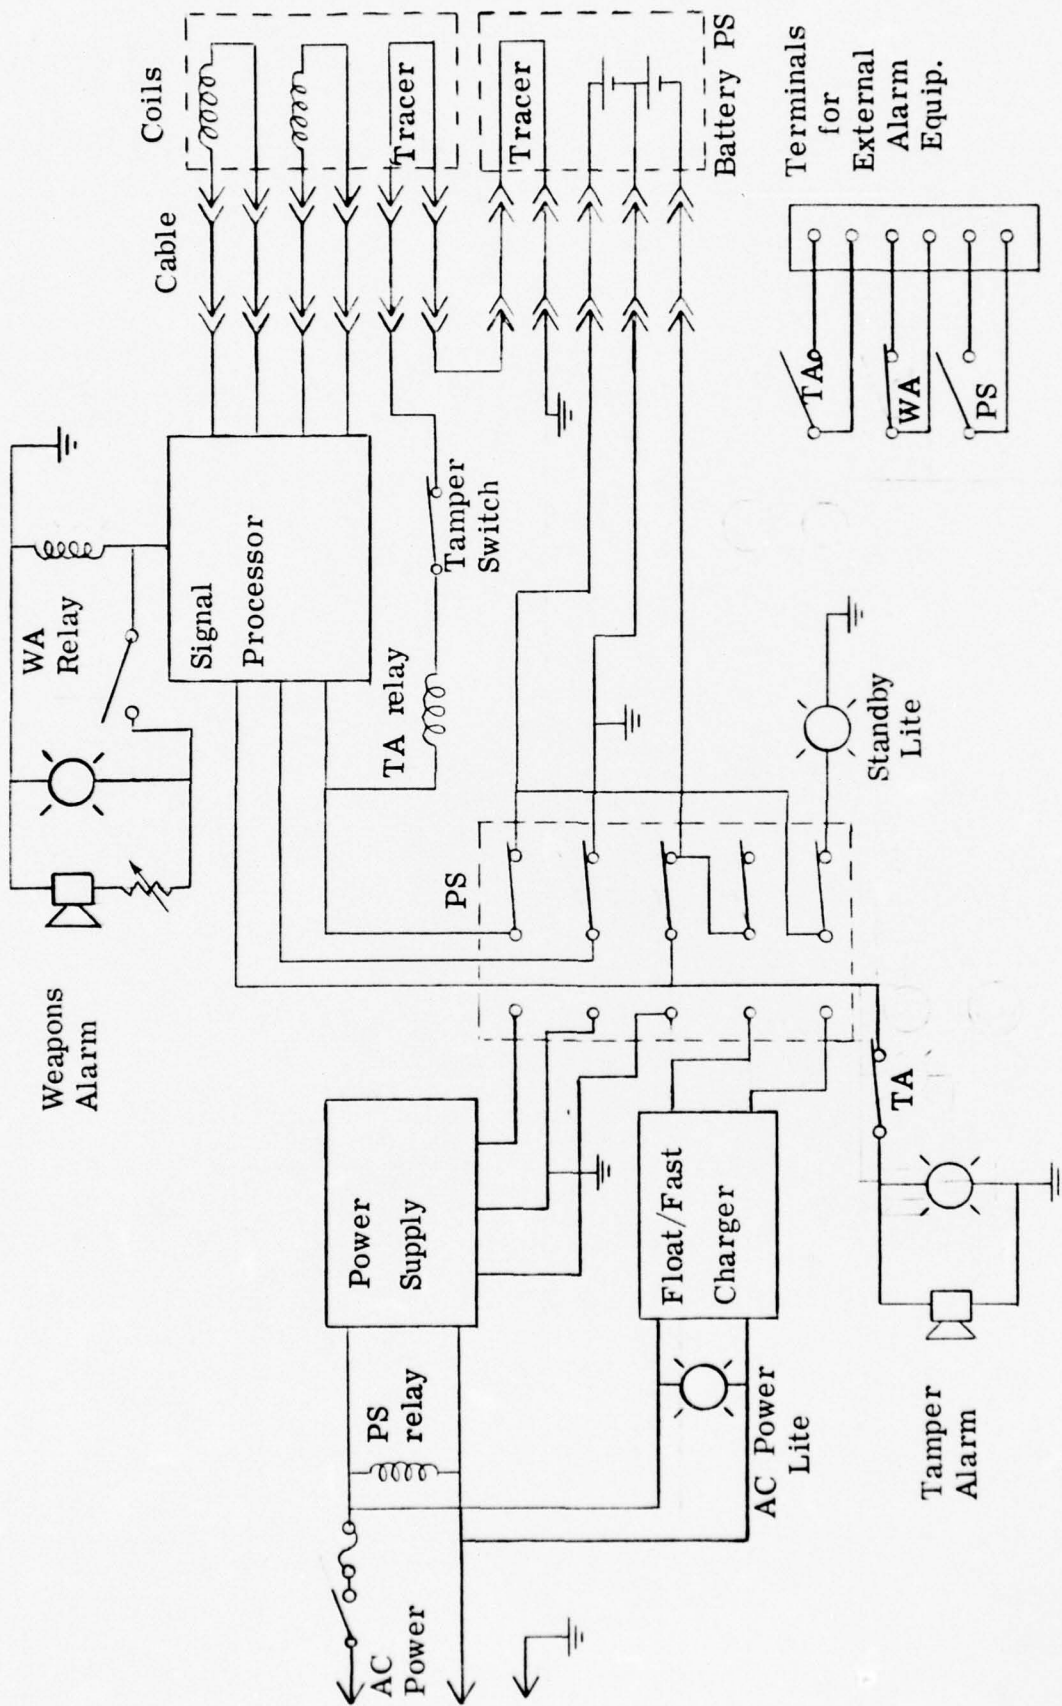 Weapons
Alarm
WA
Relay
Signal
Processor
Cable
Coils
Tracer
Tracer
Battery PS
TA relay
Tamper
Switch
PS
Power
Supply
PS
relay
AC
Power
Float/Fast
Charger
AC Power
Lite
Standby
Lite
TA
Tamper
Alarm
Terminals
for
External
Alarm
Equip.
TA
WA
PS